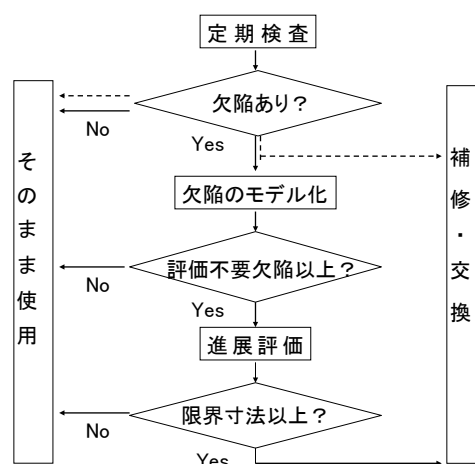 定期検査
欠陥あり？
No
Yes
欠陥のモデル化
評価不要欠陥以上？
No
Yes
進展評価
限界寸法以上？
No
Yes
そのまま使用
補修・交換